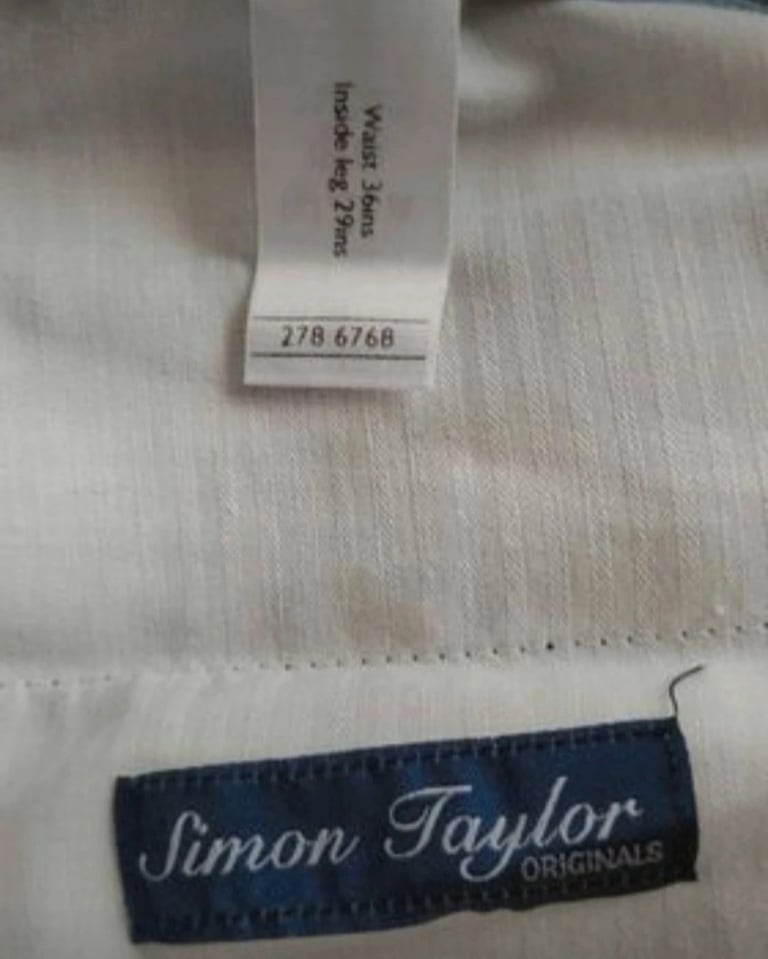 Waist 36ins
Inside leg 29ins
278 6768
Simon Taylor
ORIGINALS